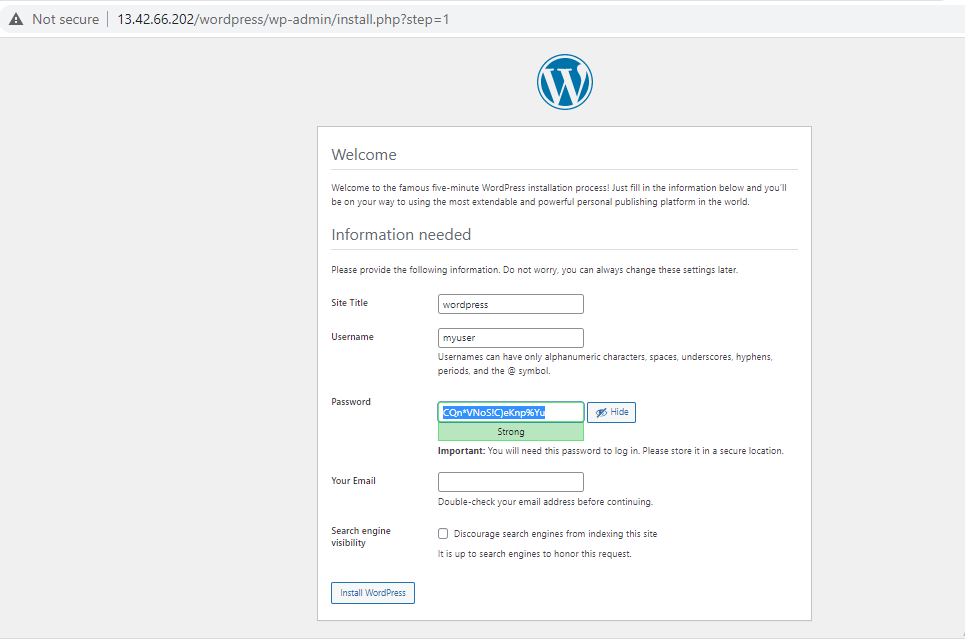 Not secure | 13.42.66.202/wordpress/wp-admin/install.php?step=1
W
Welcome
Welcome to the famous five-minute WordPress installation process! Just fill in the information below and you'll
be on your way to using the most extendable and powerful personal publishing platform in the world.
Information needed
Please provide the following information. Do not worry, you can always change these settings later.
Site Title wordpress
Username myuser
Usernames can have only alphanumeric characters, spaces, underscores, hyphens,
periods, and the @ symbol.
Password CQn*VNoS!C)eKnp%Yu Hide
Strong
Important: You will need this password to log in. Please store it in a secure location.
Your Email
Double-check your email address before continuing.
Search engine
visibility
Discourage search engines from indexing this site
It is up to search engines to honor this request.
Install WordPress